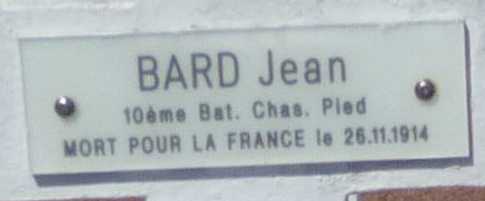 BARD Jean
10ème Bat. Chas. Pied
MORT POUR LA FRANCE le 26.11.1914